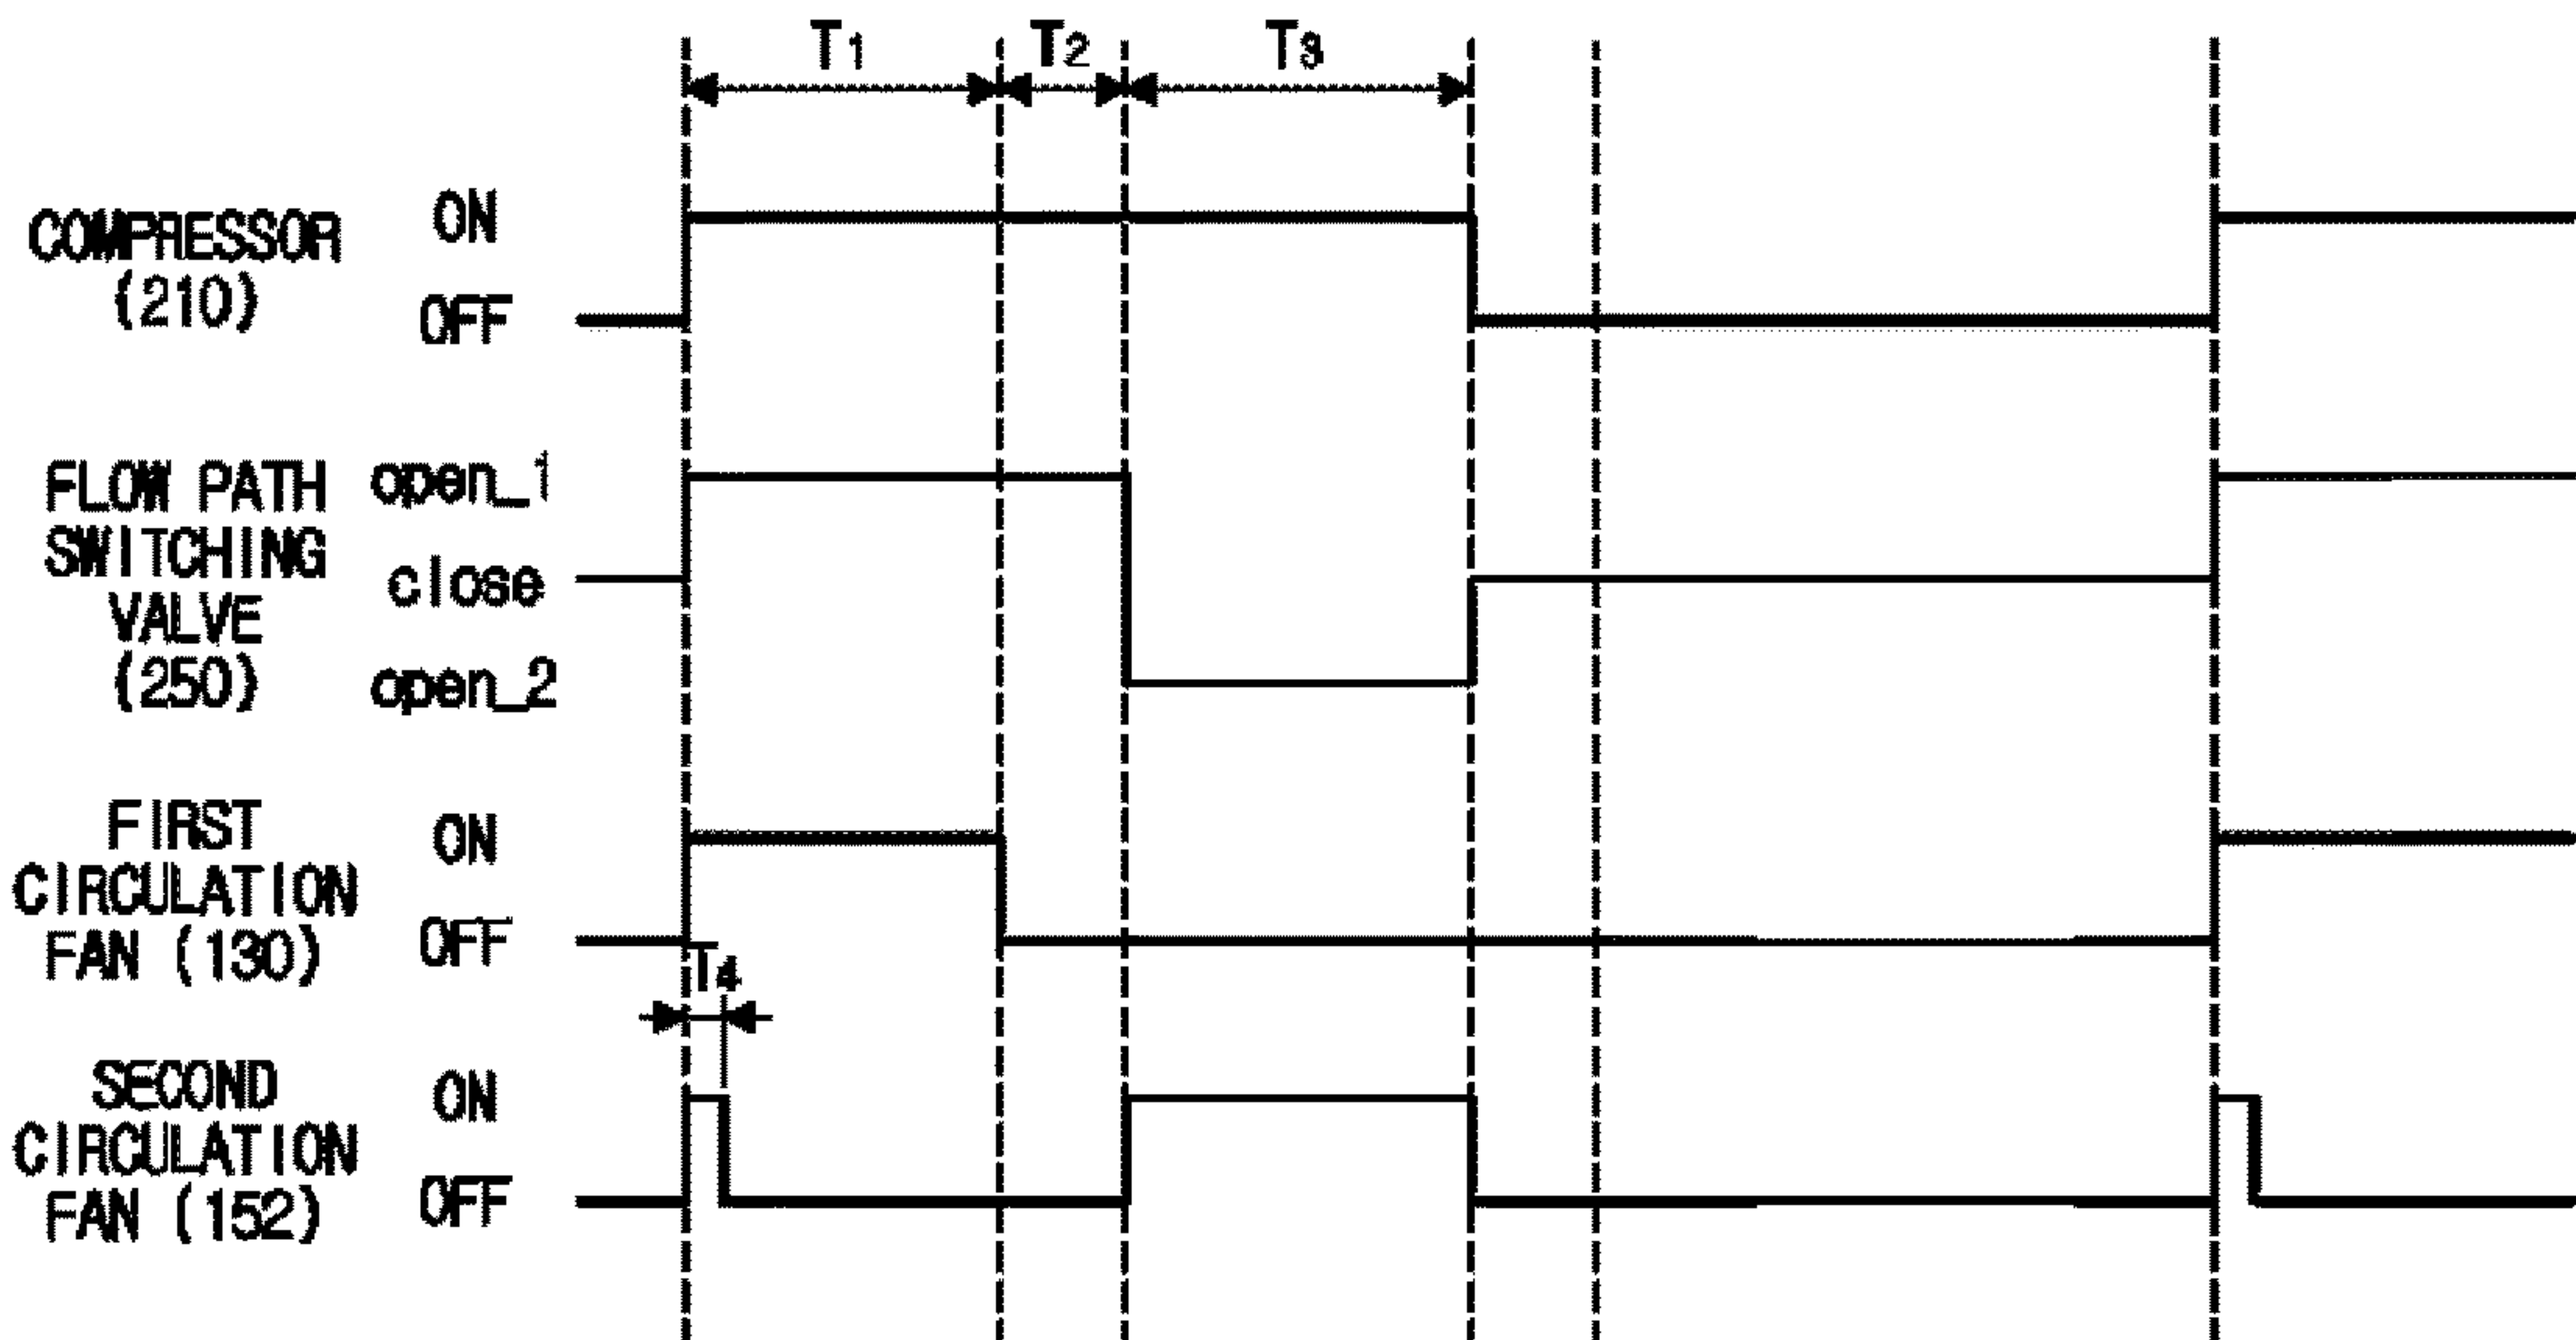 T1 T2 T3
COMPRESSOR
(210)
ON
OFF
FLOW PATH
SWITCHING
VALVE
(250)
open_1
close
open_2
FIRST
CIRCULATION
FAN (130)
ON
OFF
T4
SECOND
CIRCULATION
FAN (152)
ON
OFF